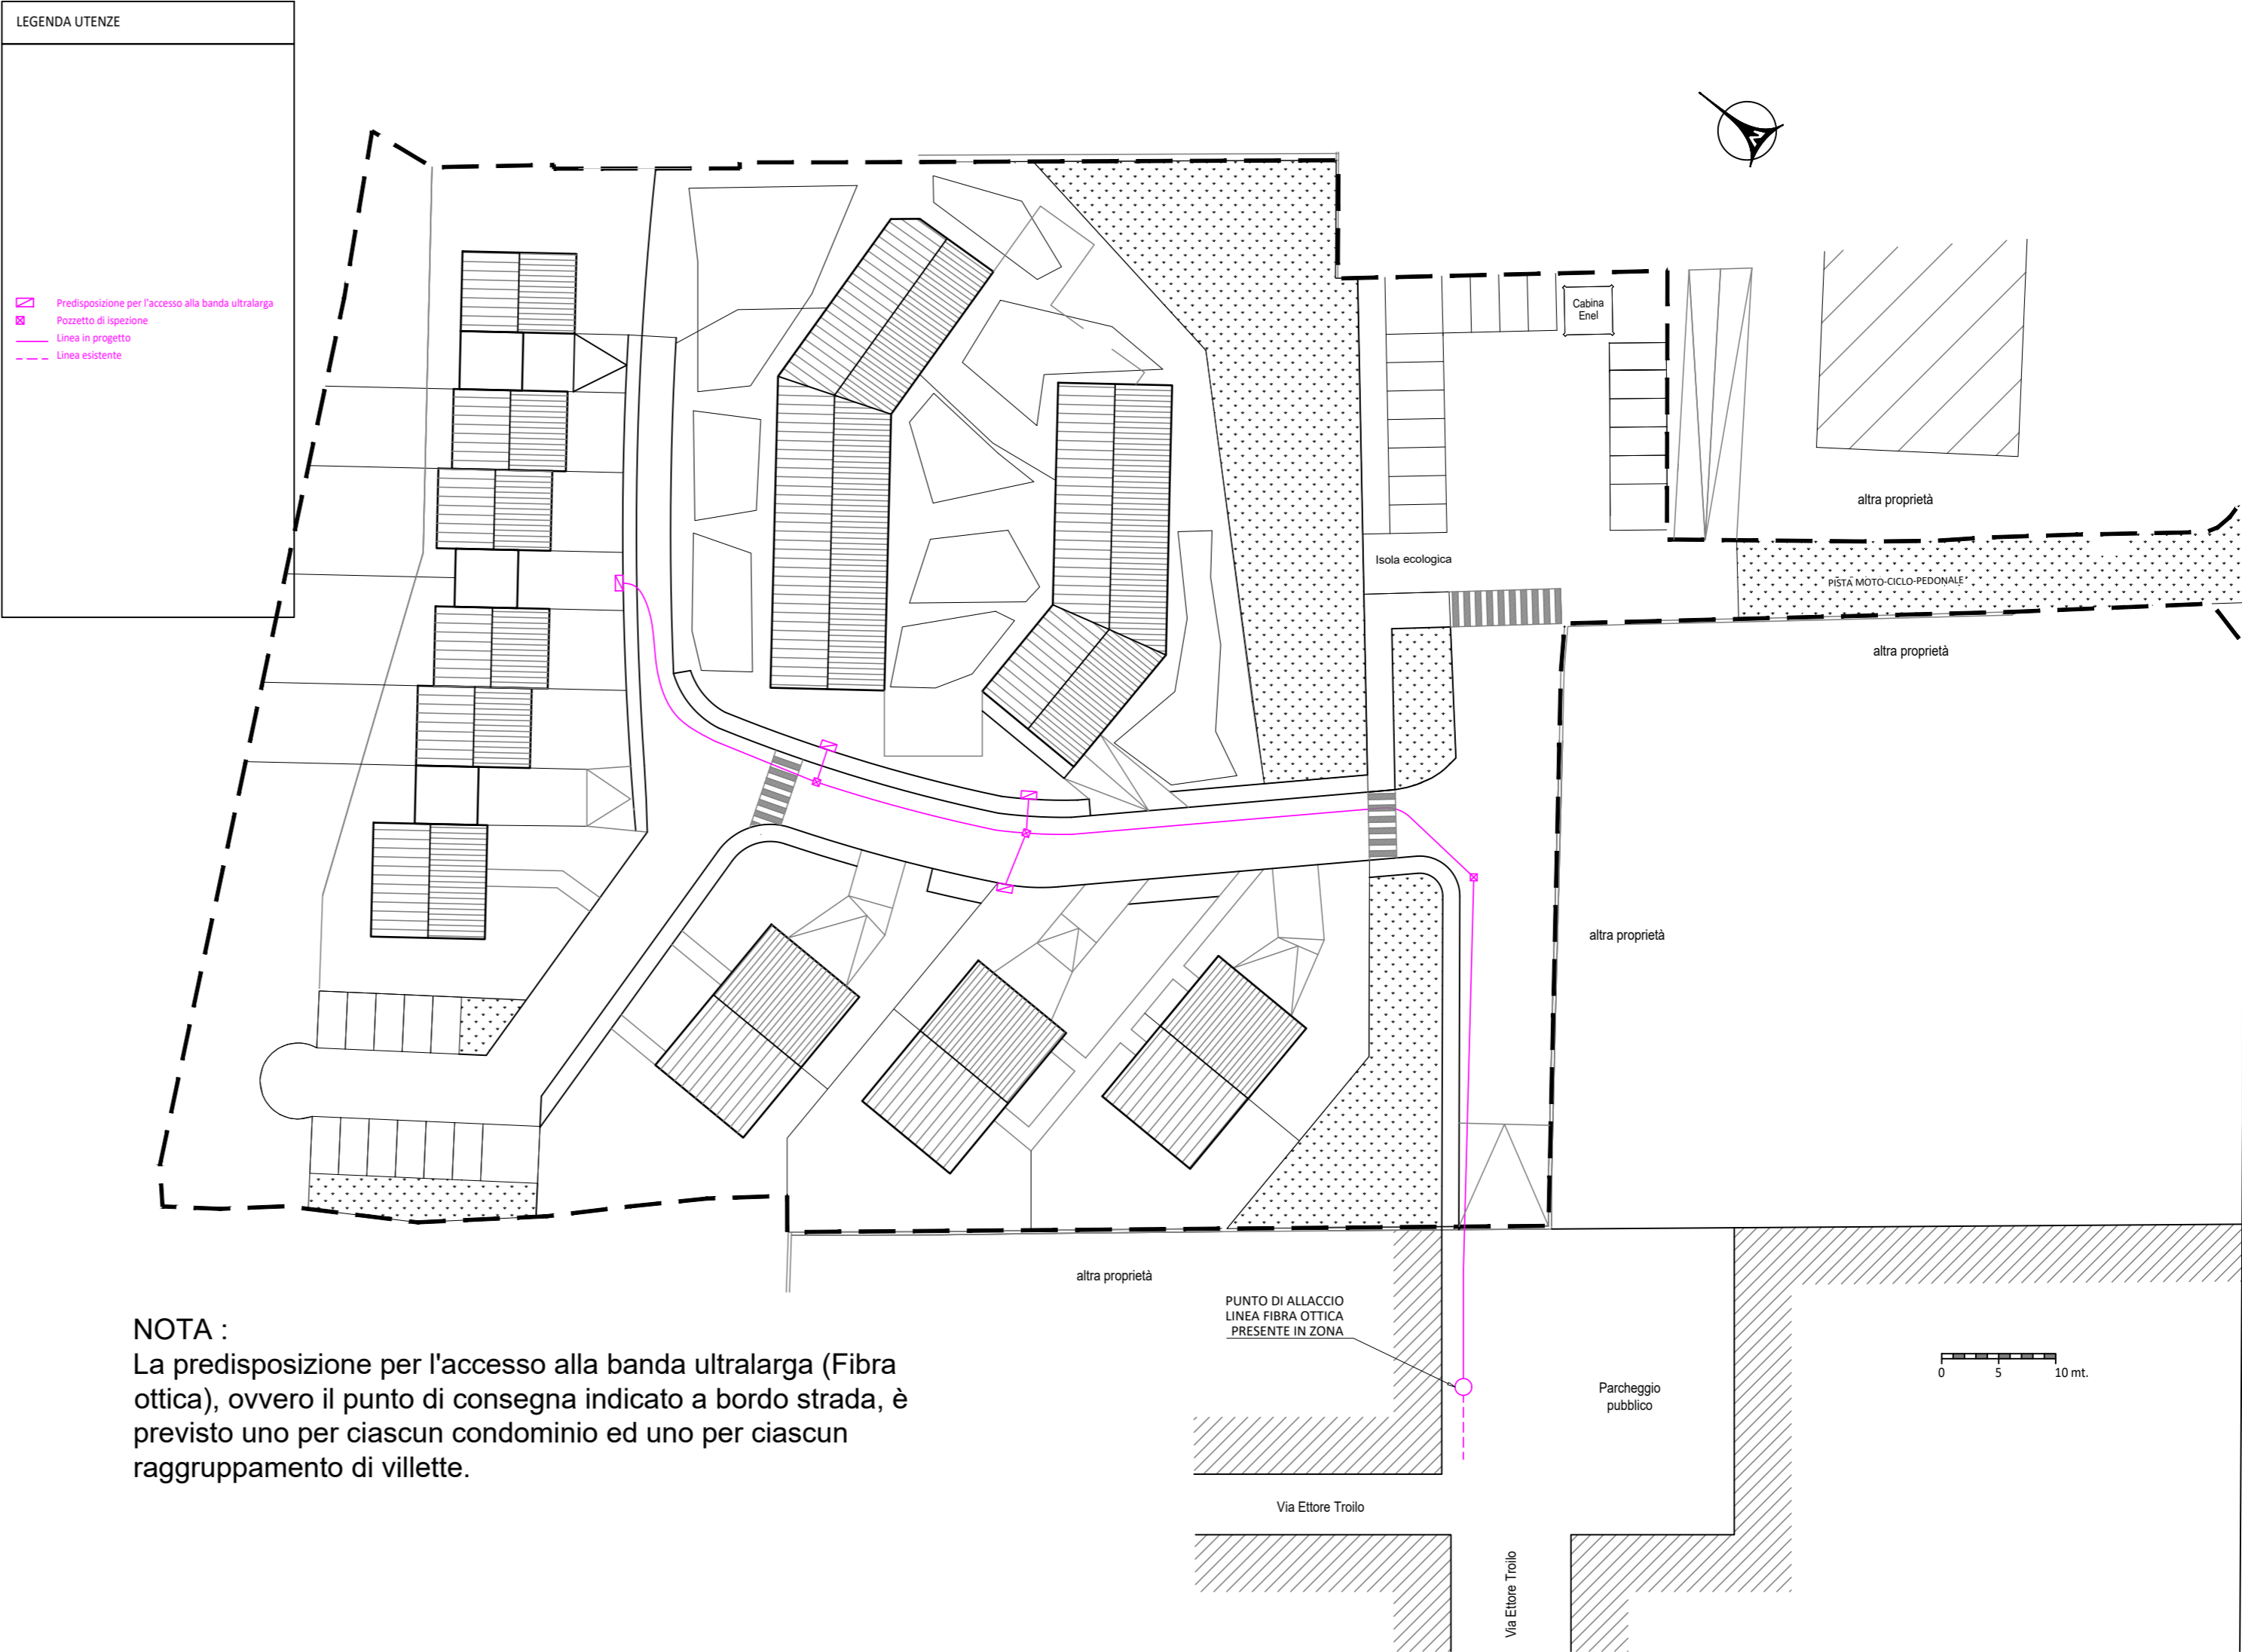 LEGENDA UTENZE
Predisposizione per l'accesso alla banda ultralarga
Pozzetto di ispezione
Linea in progetto
Linea esistente
N
Cabina
Enel
altra proprietà
Isola ecologica
PISTA MOTO-CICLO-PEDONALE
altra proprietà
altra proprietà
altra proprietà
PUNTO DI ALLACCIO
LINEA FIBRA OTTICA
PRESENTE IN ZONA
NOTA :
La predisposizione per l'accesso alla banda ultralarga (Fibra
ottica), ovvero il punto di consegna indicato a bordo strada, è
previsto uno per ciascun condominio ed uno per ciascun
raggruppamento di villette.
0 5 10 mt.
Parcheggio
pubblico
Via Ettore Troilo
Via Ettore Troilo